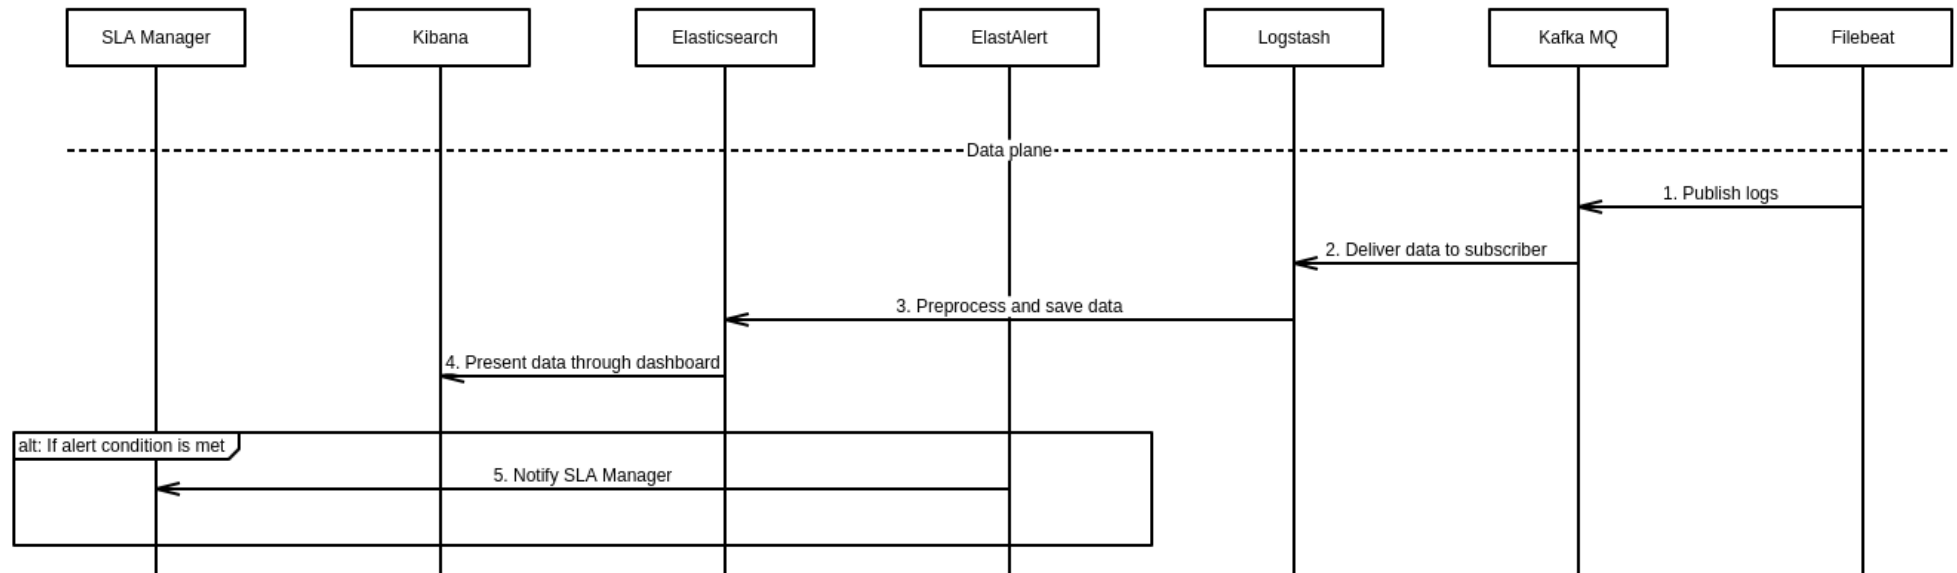 SLA Manager
Kibana
Elasticsearch
ElastAlert
Logstash
Kafka MQ
Filebeat
Data plane
1. Publish logs
2. Deliver data to subscriber
3. Preprocess and save data
4. Present data through dashboard
alt: If alert condition is met
5. Notify SLA Manager